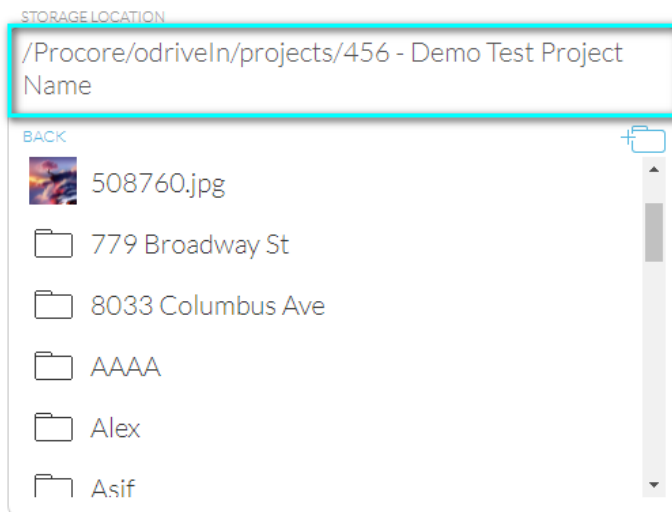 STORAGE LOCATION
/Procore/odriveIn/projects/456 - Demo Test Project
Name
BACK
508760.jpg
779 Broadway St
8033 Columbus Ave
AAAA
Alex
Asif